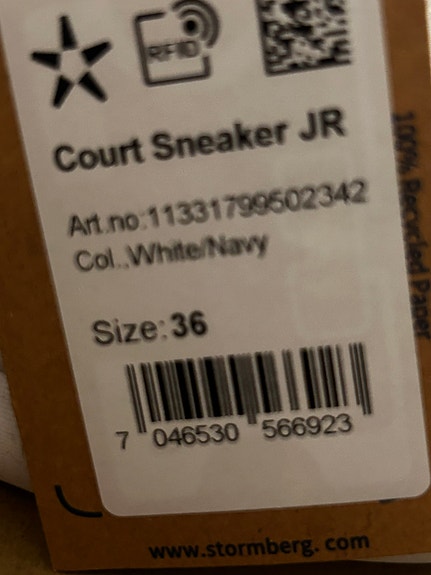 RFID
Court Sneaker JR
Art.no:11331799502342
Col.:White/Navy
Size: 36
7 046530 566923
100% Recycled Paper
www.stormberg. com